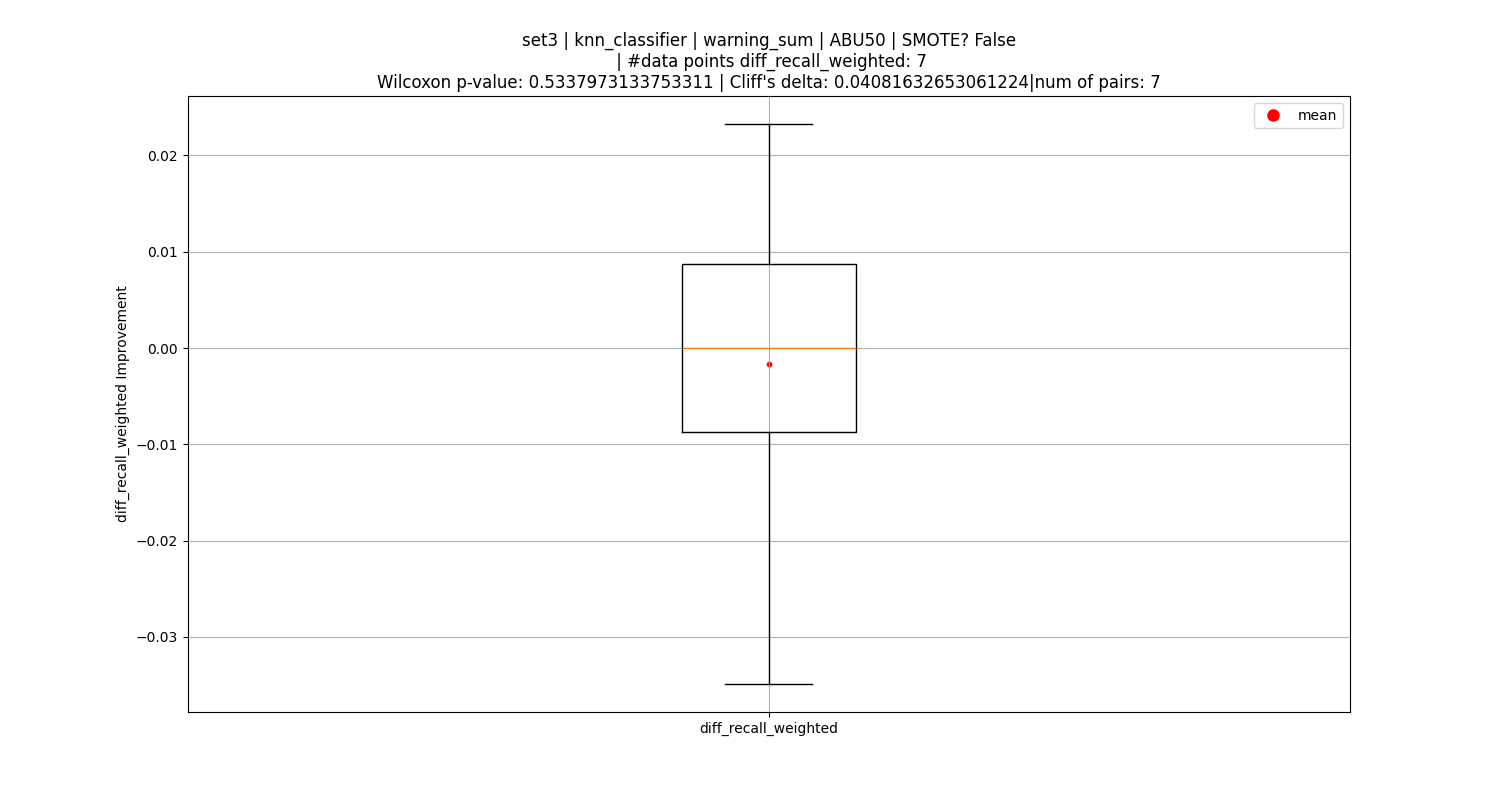 set3 | knn_classifier | warning_sum | ABU50 | SMOTE? False
| #data points diff_recall_weighted: 7
Wilcoxon p-value: 0.5337973133753311 | Cliff's delta: 0.04081632653061224|num of pairs: 7
mean
0.02
0.01
0.00
−0.01
−0.02
−0.03
diff_recall_weighted Improvement
diff_recall_weighted